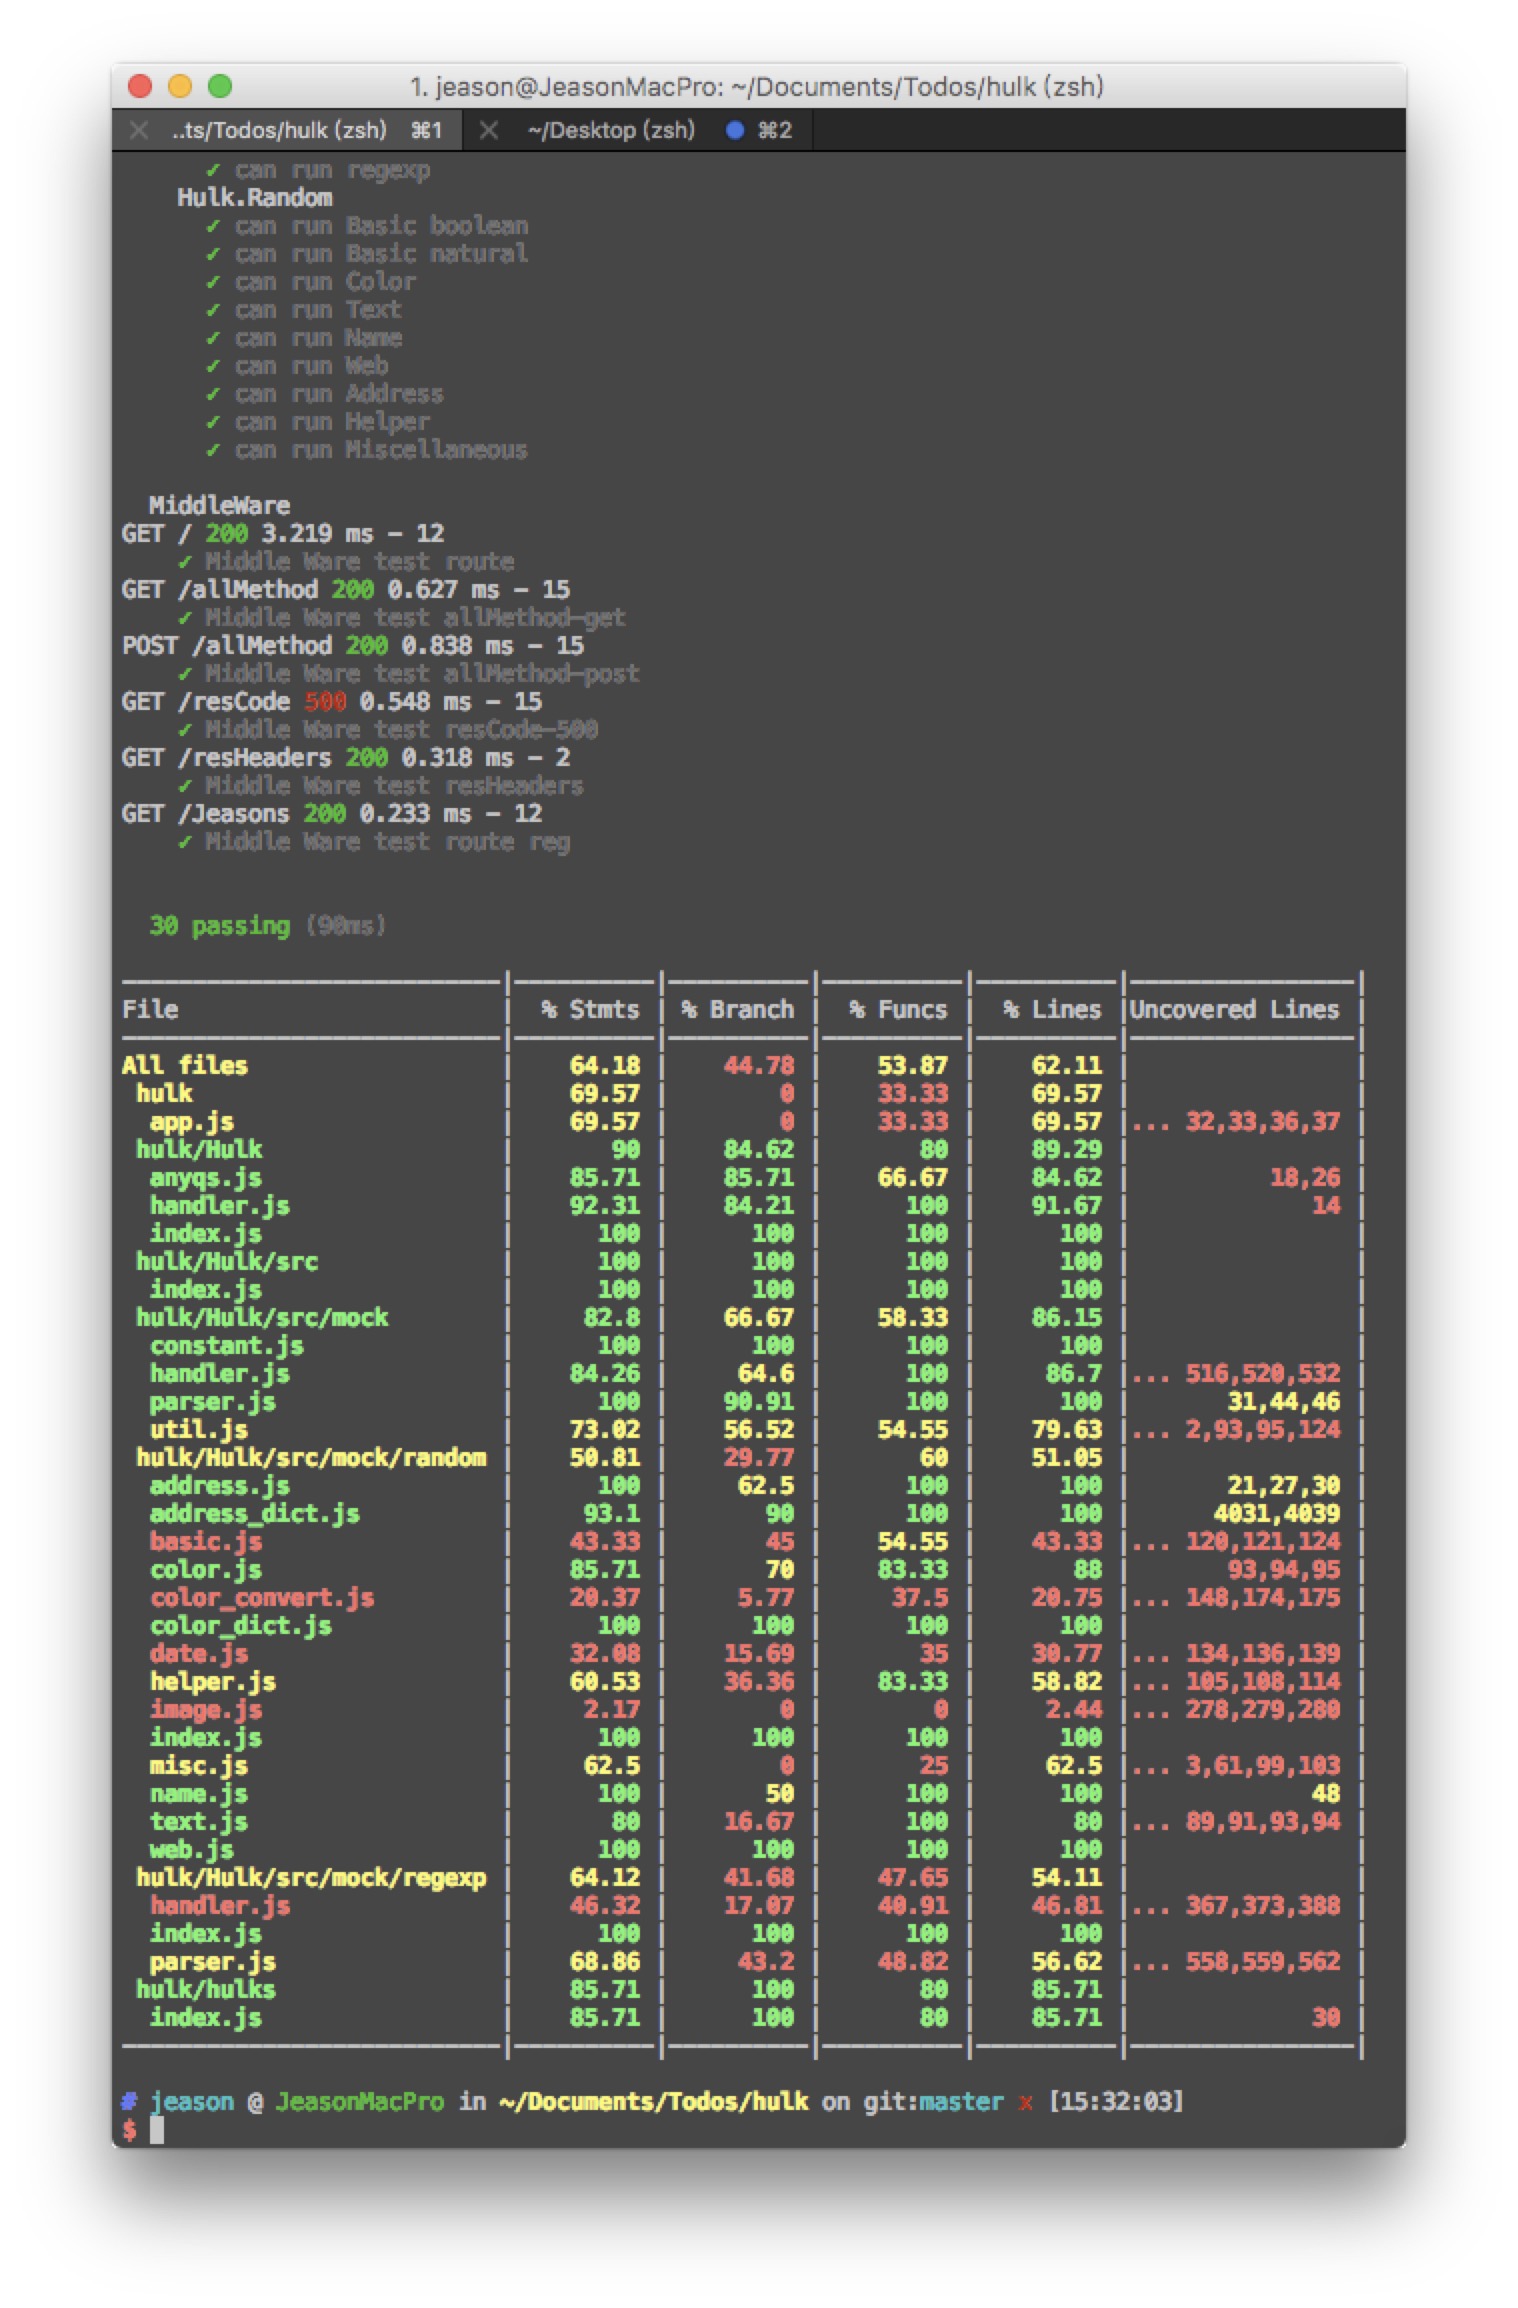 1. jeason@JeasonMacPro: ~/Documents/Todos/hulk (zsh)
..ts/Todos/hulk (zsh) ⌘1 ~/Desktop (zsh) ⌘2
✓ can run regexp
Hulk.Random
✓ can run Basic boolean
✓ can run Basic natural
✓ can run Color
✓ can run Text
✓ can run Name
✓ can run Web
✓ can run Address
✓ can run Helper
✓ can run Miscellaneous
MiddleWare
GET / 200 3.219 ms - 12
✓ Middle Ware test route
GET /allMethod 200 0.627 ms - 15
✓ Middle Ware test allMethod-get
POST /allMethod 200 0.838 ms - 15
✓ Middle Ware test allMethod-post
GET /resCode 500 0.548 ms - 15
✓ Middle Ware test resCode-500
GET /resHeaders 200 0.318 ms - 2
✓ Middle Ware test resHeaders
GET /Jeasons 200 0.233 ms - 12
✓ Middle Ware test route reg
30 passing (90ms)
File | % Stmts | % Branch | % Funcs | % Lines |Uncovered Lines |
All files | 64.18 | 44.78 | 53.87 | 62.11 | |
hulk | 69.57 | 0 | 33.33 | 69.57 | |
app.js | 69.57 | 0 | 33.33 | 69.57 |... 32,33,36,37 |
hulk/Hulk | 90 | 84.62 | 80 | 89.29 | |
anyqs.js | 85.71 | 85.71 | 66.67 | 84.62 | 18,26 |
handler.js | 92.31 | 84.21 | 100 | 91.67 | 14 |
index.js | 100 | 100 | 100 | 100 | |
hulk/Hulk/src | 100 | 100 | 100 | 100 | |
index.js | 100 | 100 | 100 | 100 | |
hulk/Hulk/src/mock | 82.8 | 66.67 | 58.33 | 86.15 | |
constant.js | 100 | 100 | 100 | 100 | |
handler.js | 84.26 | 64.6 | 100 | 86.7 |... 516,520,532 |
parser.js | 100 | 90.91 | 100 | 100 | 31,44,46 |
util.js | 73.02 | 56.52 | 54.55 | 79.63 |... 2,93,95,124 |
hulk/Hulk/src/mock/random | 50.81 | 29.77 | 60 | 51.05 | |
address.js | 100 | 62.5 | 100 | 100 | 21,27,30 |
address_dict.js | 93.1 | 90 | 100 | 100 | 4031,4039 |
basic.js | 43.33 | 45 | 54.55 | 43.33 |... 120,121,124 |
color.js | 85.71 | 70 | 83.33 | 88 | 93,94,95 |
color_convert.js | 20.37 | 5.77 | 37.5 | 20.75 |... 148,174,175 |
color_dict.js | 100 | 100 | 100 | 100 | |
date.js | 32.08 | 15.69 | 35 | 30.77 |... 134,136,139 |
helper.js | 60.53 | 36.36 | 83.33 | 58.82 |... 105,108,114 |
image.js | 2.17 | 0 | 0 | 2.44 |... 278,279,280 |
index.js | 100 | 100 | 100 | 100 | |
misc.js | 62.5 | 0 | 25 | 62.5 |... 3,61,99,103 |
name.js | 100 | 50 | 100 | 100 | 48 |
text.js | 80 | 16.67 | 100 | 80 |... 89,91,93,94 |
web.js | 100 | 100 | 100 | 100 | |
hulk/Hulk/src/mock/regexp | 64.12 | 41.68 | 47.65 | 54.11 | |
handler.js | 46.32 | 17.07 | 40.91 | 46.81 |... 367,373,388 |
index.js | 100 | 100 | 100 | 100 | |
parser.js | 68.86 | 43.2 | 48.82 | 56.62 |... 558,559,562 |
hulk/hulks | 85.71 | 100 | 80 | 85.71 | |
index.js | 85.71 | 100 | 80 | 85.71 | 30 |
# jeason @ JeasonMacPro in ~/Documents/Todos/hulk on git:master x [15:32:03]
$